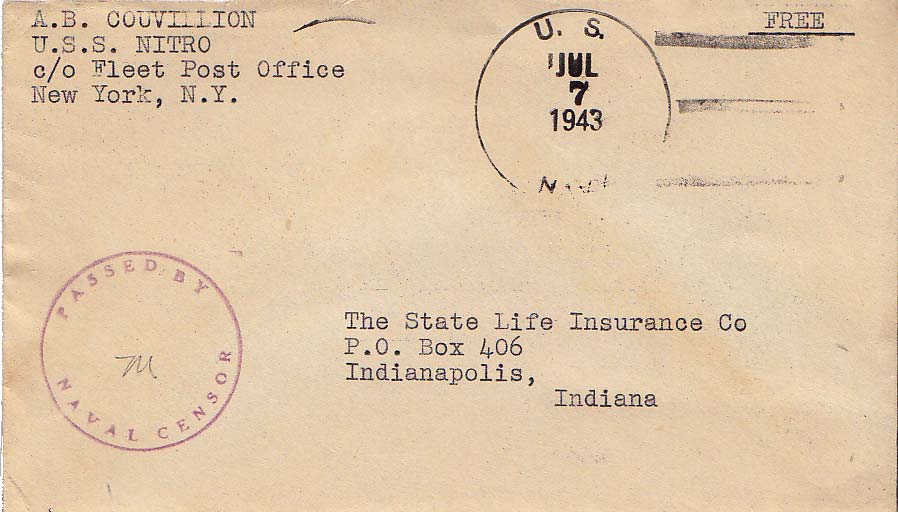 A.B. COUVILLION
U.S.S. NITRO
c/o Fleet Post Office
New York, N.Y.
FREE
U. S.
JUL
7
1943
PASSED BY
NAVAL CENSOR
The State Life Insurance Co
P.O. Box 406
Indianapolis,
Indiana